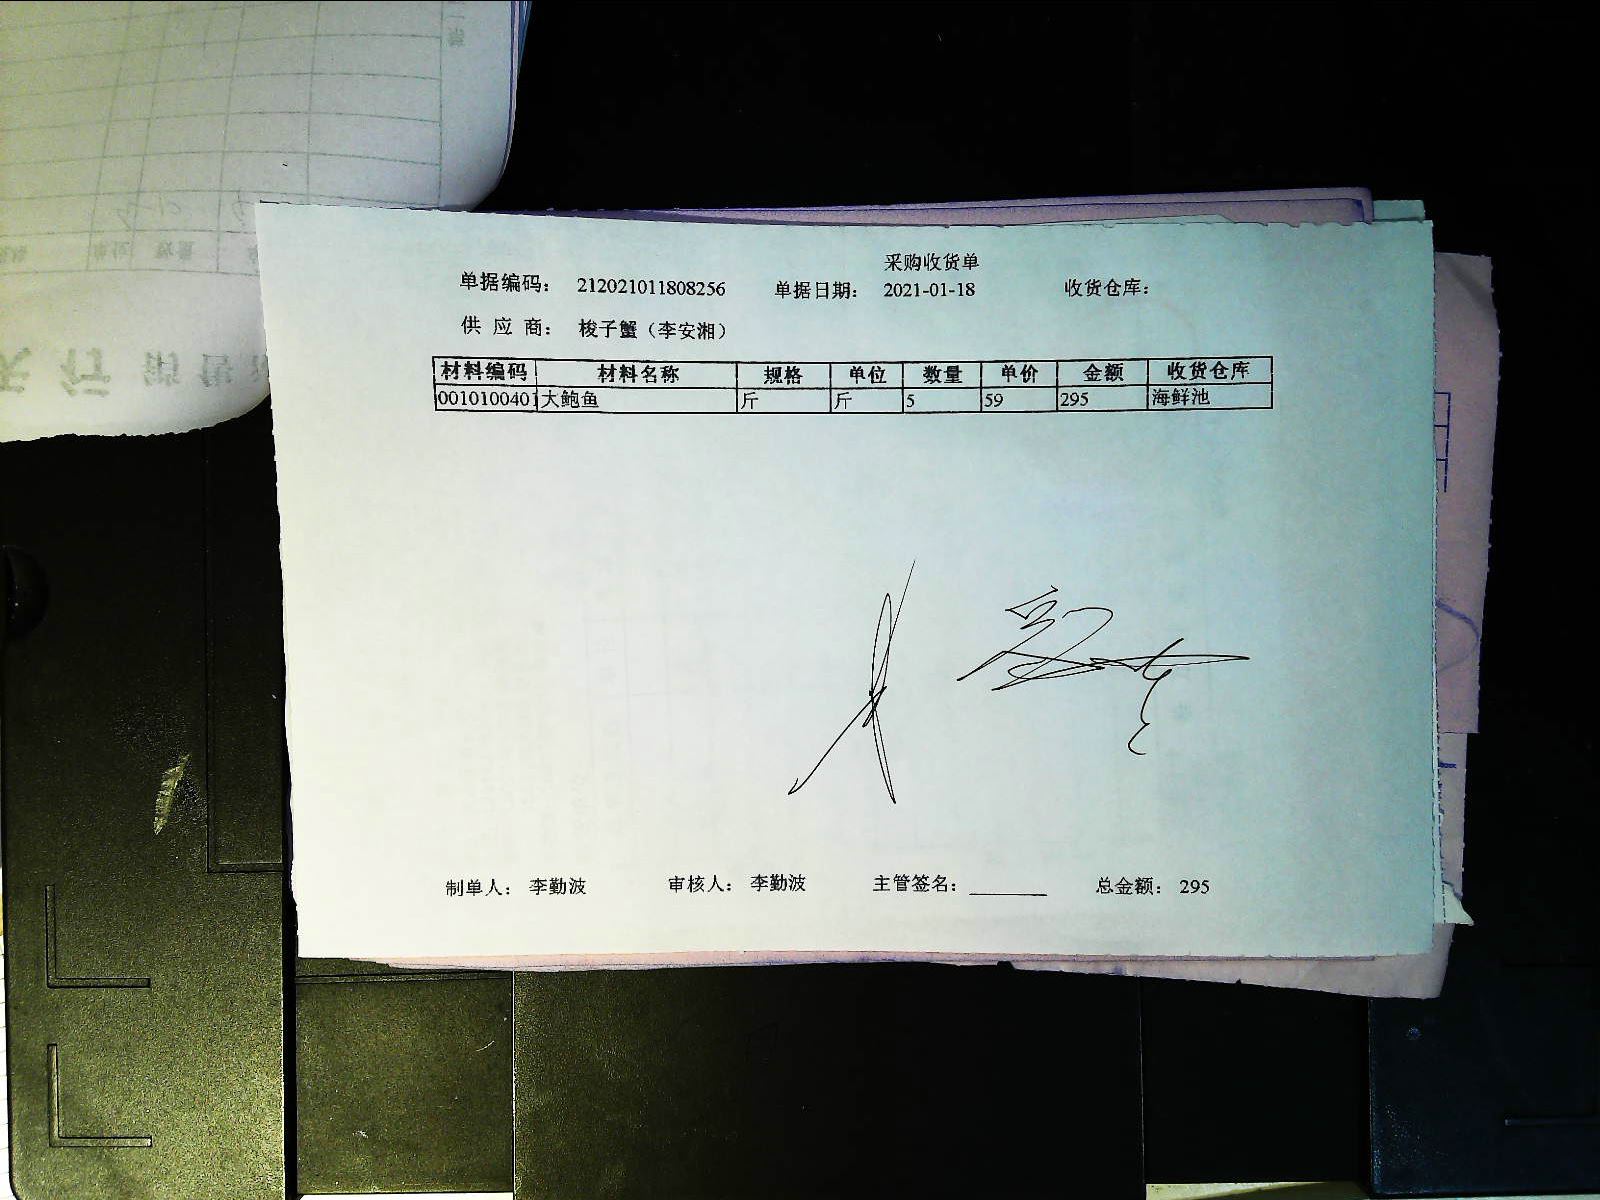 采购收货单
单据编码： 212021011808256 单据日期： 2021-01-18 收货仓库：
供 应 商： 梭子蟹（李安湘）
材料编码 材料名称 规格 单位 数量 单价 金额 收货仓库
0010100401 大鲍鱼 斤 斤 5 59 295 海鲜池
制单人： 李勤波 审核人： 李勤波 主管签名： 总金额： 295